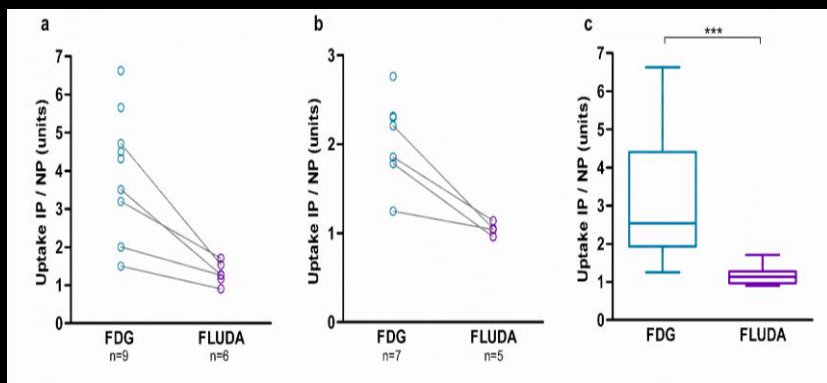 a
Uptake IP / NP (units)
7
6
5
4
3
2
1
0
FDG
FLUDA
n=9
n=6
b
Uptake IP / NP (units)
3
2
1
0
FDG
FLUDA
n=7
n=5
c
***
Uptake IP / NP (units)
7
6
5
4
3
2
1
0
FDG
FLUDA